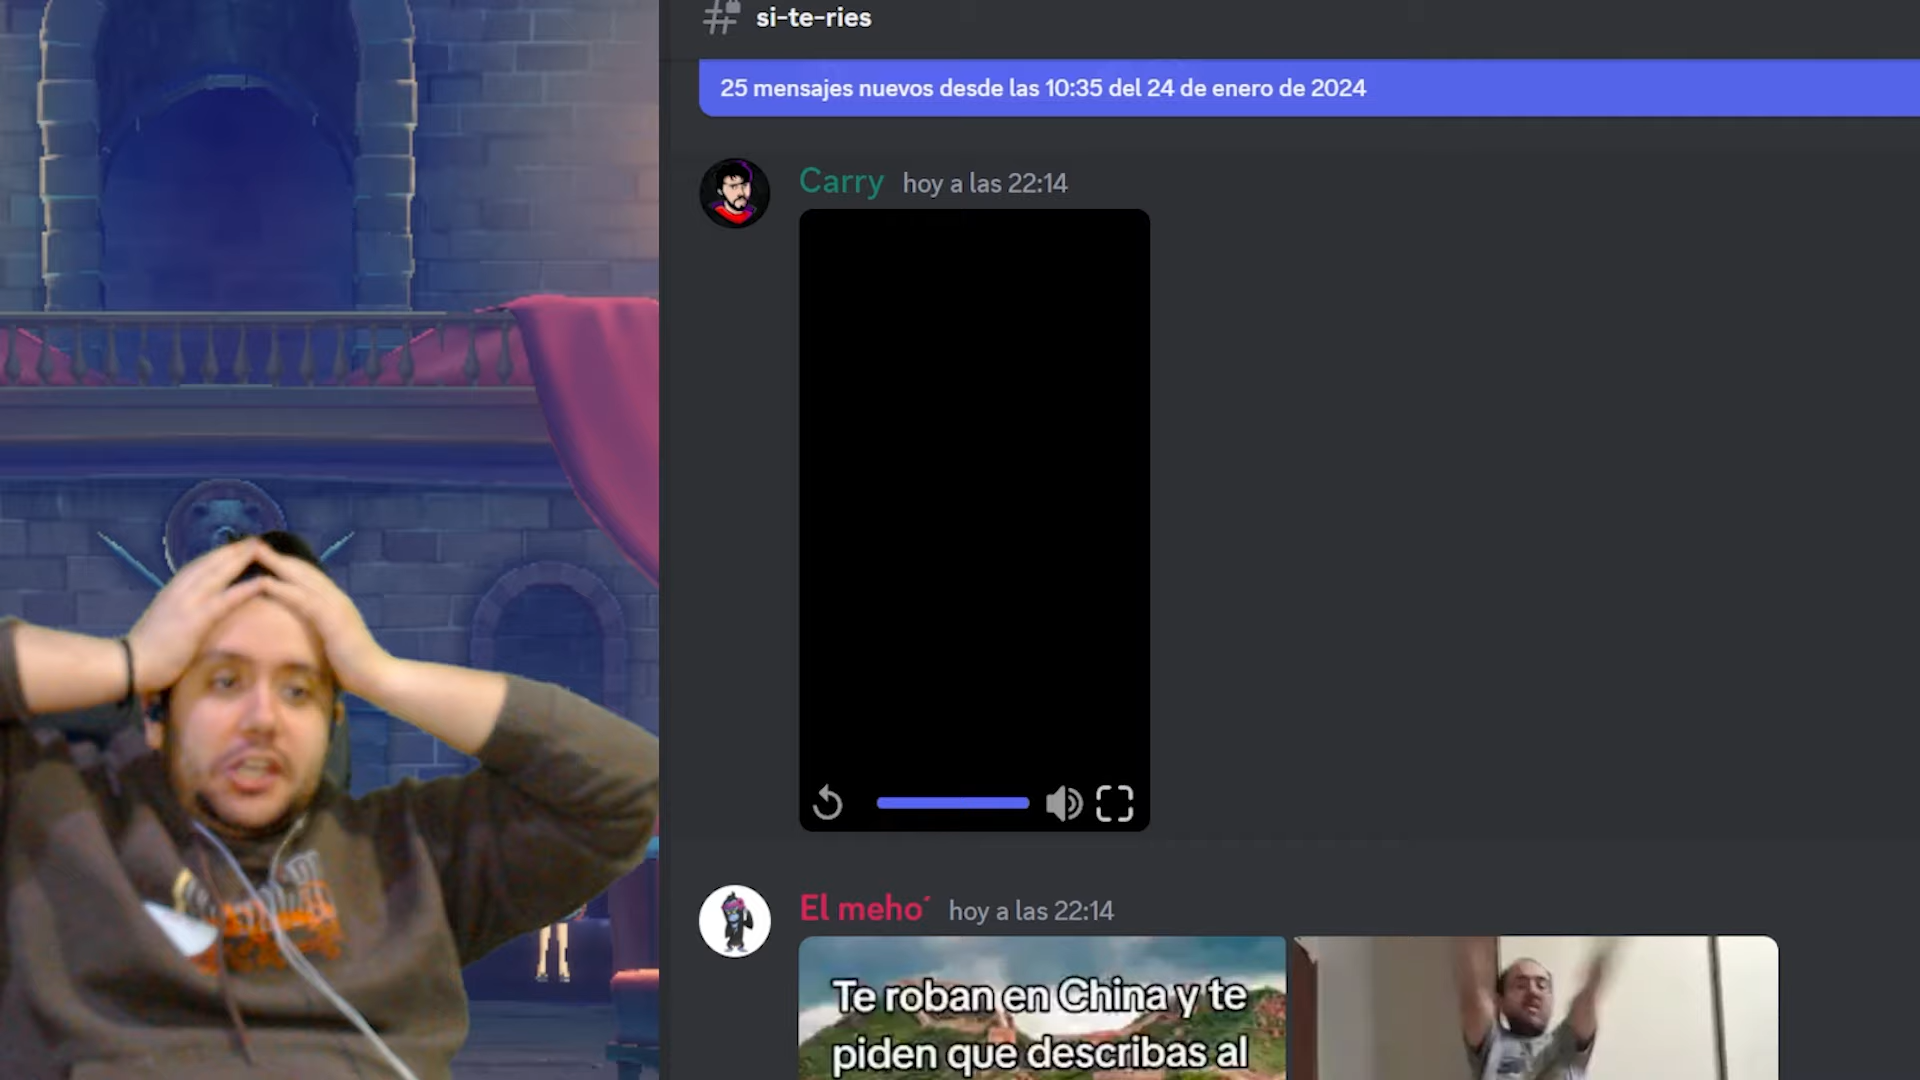 si-te-ries
25 mensajes nuevos desde las 10:35 del 24 de enero de 2024
Carry hoy a las 22:14
El meho´ hoy a las 22:14
Te roban en China y te
piden que describas al